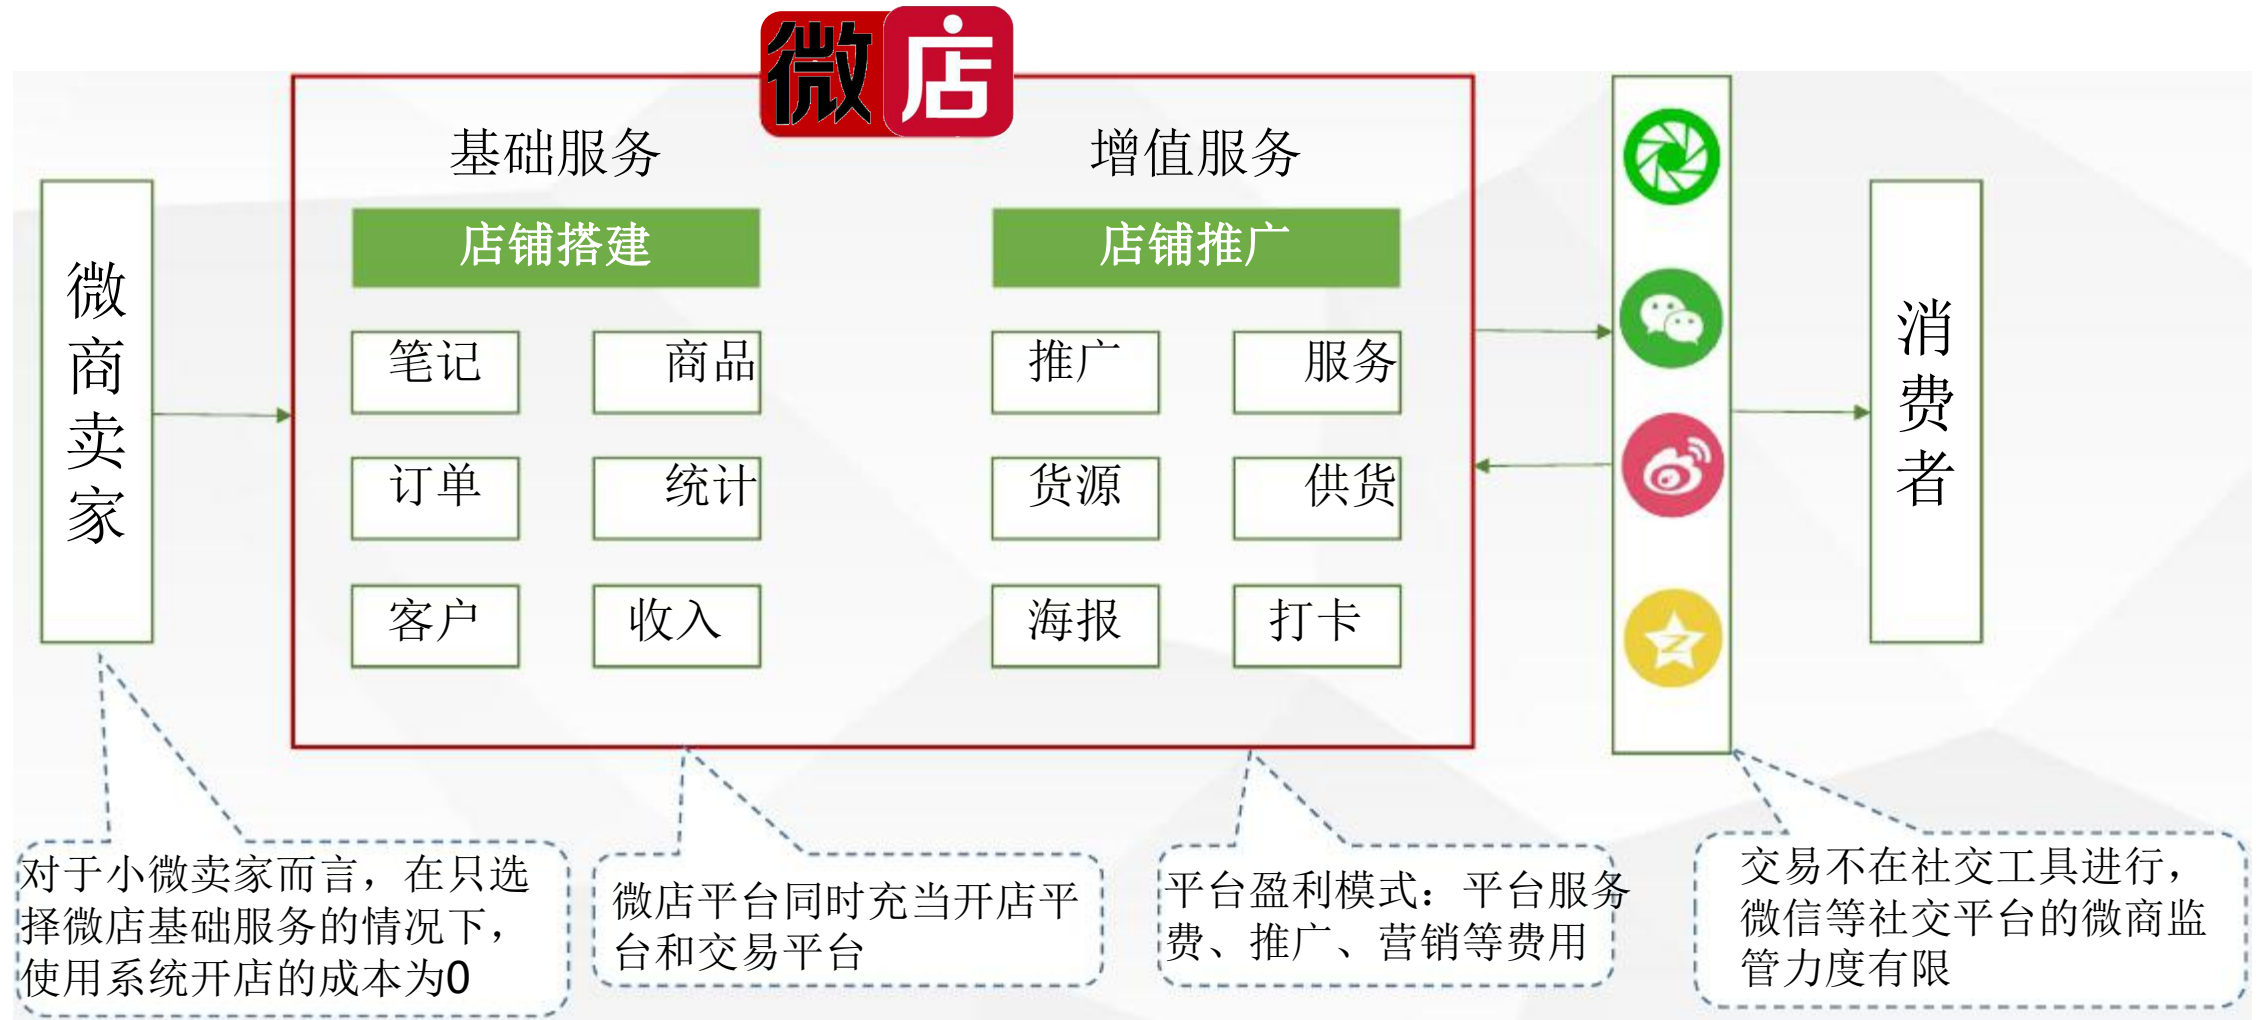 微店
基础服务
增值服务
店铺搭建
店铺推广
微商卖家
笔记
商品
推广
服务
消费者
订单
统计
货源
供货
客户
收入
海报
打卡
对于小微卖家而言，在只选
择微店基础服务的情况下，
使用系统开店的成本为0
微店平台同时充当开店平
台和交易平台
平台盈利模式：平台服务
费、推广、营销等费用
交易不在社交工具进行，
微信等社交平台的微商监
管力度有限